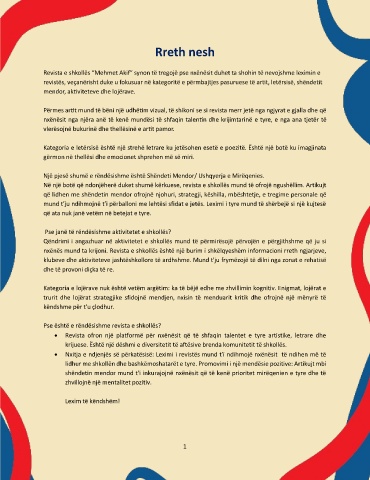 Rreth nesh
Revista e shkollës "Mehmet Akif" synon të tregojë pse nxënësit duhet ta shohin të nevojshme leximin e
revistës, veçanërisht duke u fokusuar në kategoritë e përmbajtjes pasuruese të artit, letërsisë, shëndetit
mendor, aktiviteteve dhe lojërave.
Përmes artit mund të bëni një udhëtim vizual, të shikoni se si revista merr jetë nga ngjyrat e gjalla dhe që
nxënësit nga njëra anë të kenë mundësi të shfaqin talentin dhe krijimtarinë e tyre, e nga ana tjetër të
vlerësojnë bukurinë dhe thellësinë e artit pamor.
Kategoria e letërsisë është një strehë letrare ku jetësohen esetë e poezitë. Është një botë ku imagjinata
gërmon në thellësi dhe emocionet shprehen më së miri.
Një pjesë shumë e rëndësishme është Shëndeti Mendor/ Ushqyerja e Mirëqenies.
Në një botë që ndonjëherë duket shumë kërkuese, revista e shkollës mund të ofrojë ngushëllim. Artikujt
që lidhen me shëndetin mendor ofrojnë njohuri, strategji, këshilla, mbështetje, e tregime personale që
mund t'ju ndihmojnë t'i përballoni me lehtësi sfidat e jetës. Leximi i tyre mund të shërbejë si një kujtesë
që ata nuk janë vetëm në betejat e tyre.
Pse janë të rëndësishme aktivitetet e shkollës?
Qëndrimi i angazhuar në aktivitetet e shkollës mund të përmirësojë përvojën e përgjithshme që ju si
nxënës mund ta krijoni. Revista e shkollës është një burim i shkëlqyeshëm informacioni rreth ngjarjeve,
klubeve dhe aktiviteteve jashtëshkollore të ardhshme. Mund t'ju frymëzojë të dilni nga zonat e rehatisë
dhe të provoni diçka të re.
Kategoria e lojërave nuk është vetëm argëtim: ka të bëjë edhe me zhvillimin kognitiv. Enigmat, lojërat e
trurit dhe lojërat strategjike sfidojnë mendjen, nxisin të menduarit kritik dhe ofrojnë një mënyrë të
këndshme për t'u çlodhur.
Pse është e rëndësishme revista e shkollës?
• Revista ofron një platformë për nxënësit që të shfaqin talentet e tyre artistike, letrare dhe
krijuese. Është një dëshmi e diversitetit të aftësive brenda komunitetit të shkollës.
• Nxitja e ndjenjës së përkatësisë: Leximi i revistës mund t'i ndihmojë nxënësit të ndihen më të
lidhur me shkollën dhe bashkëmoshatarët e tyre. Promovimi i një mendësie pozitive: Artikujt mbi
shëndetin mendor mund t'i inkurajojnë nxënësit që të kenë prioritet mirëqenien e tyre dhe të
zhvillojnë një mentalitet pozitiv.
Lexim të këndshëm!
1